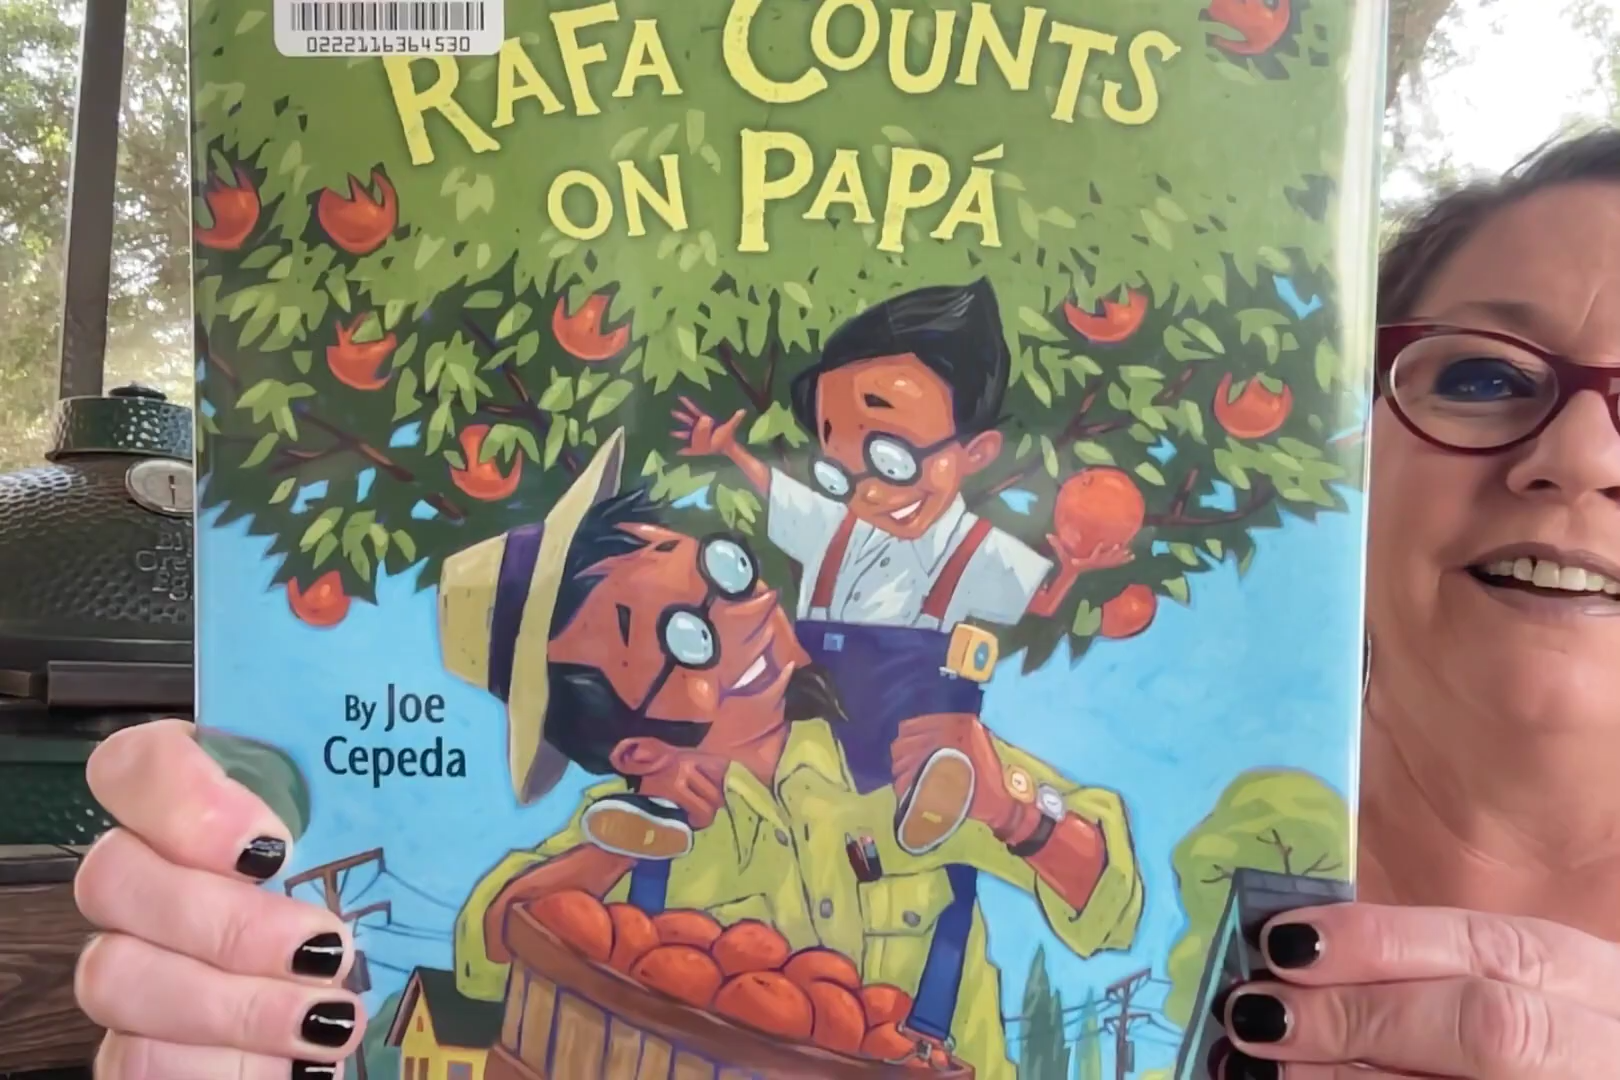 0222116364530
RAFA COUNTS
ON PAPÁ
By Joe
Cepeda